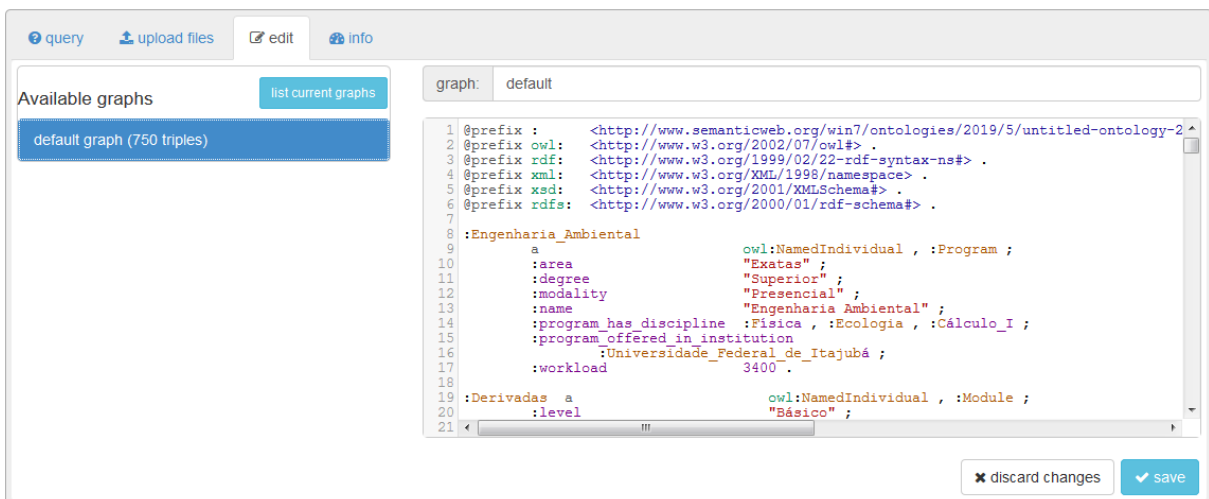 query upload files edit info
Available graphs list current graphs
default graph (750 triples)
graph: default
1 @prefix : <http://www.semanticweb.org/win7/ontologies/2019/5/untitled-ontology-2
2 @prefix owl: <http://www.w3.org/2002/07/owl#> .
3 @prefix rdf: <http://www.w3.org/1999/02/22-rdf-syntax-ns#> .
4 @prefix xml: <http://www.w3.org/XML/1998/namespace> .
5 @prefix xsd: <http://www.w3.org/2001/XMLSchema#> .
6 @prefix rdfs: <http://www.w3.org/2000/01/rdf-schema#> .
7
8 :Engenharia_Ambiental
9 a owl:NamedIndividual , :Program ;
10 :area "Exatas" ;
11 :degree "Superior" ;
12 :modality "Presencial" ;
13 :name "Engenharia Ambiental" ;
14 :program_has_discipline :Física , :Ecologia , :Cálculo_I ;
15 :program_offered_in_institution
16 :Universidade_Federal_de_Itajubá ;
17 :workload 3400 .
18
19 :Derivadas a owl:NamedIndividual , :Module ;
20 :level "Básico" ;
21
discard changes save